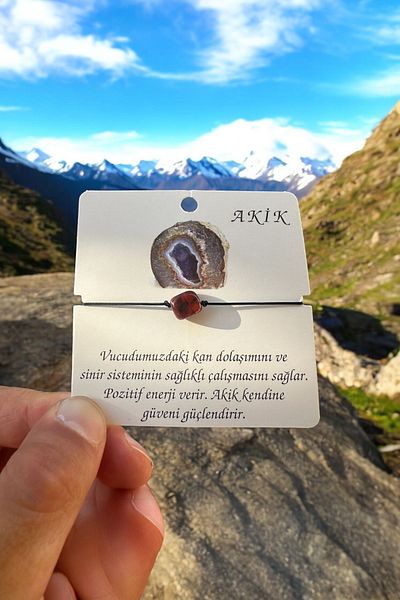 AKİK
Vucudumuzdaki kan dolaşımını ve
sinir sisteminin sağlıklı çalışmasını sağlar.
Pozitif enerji verir. Akik kendine
güveni güçlendirir.